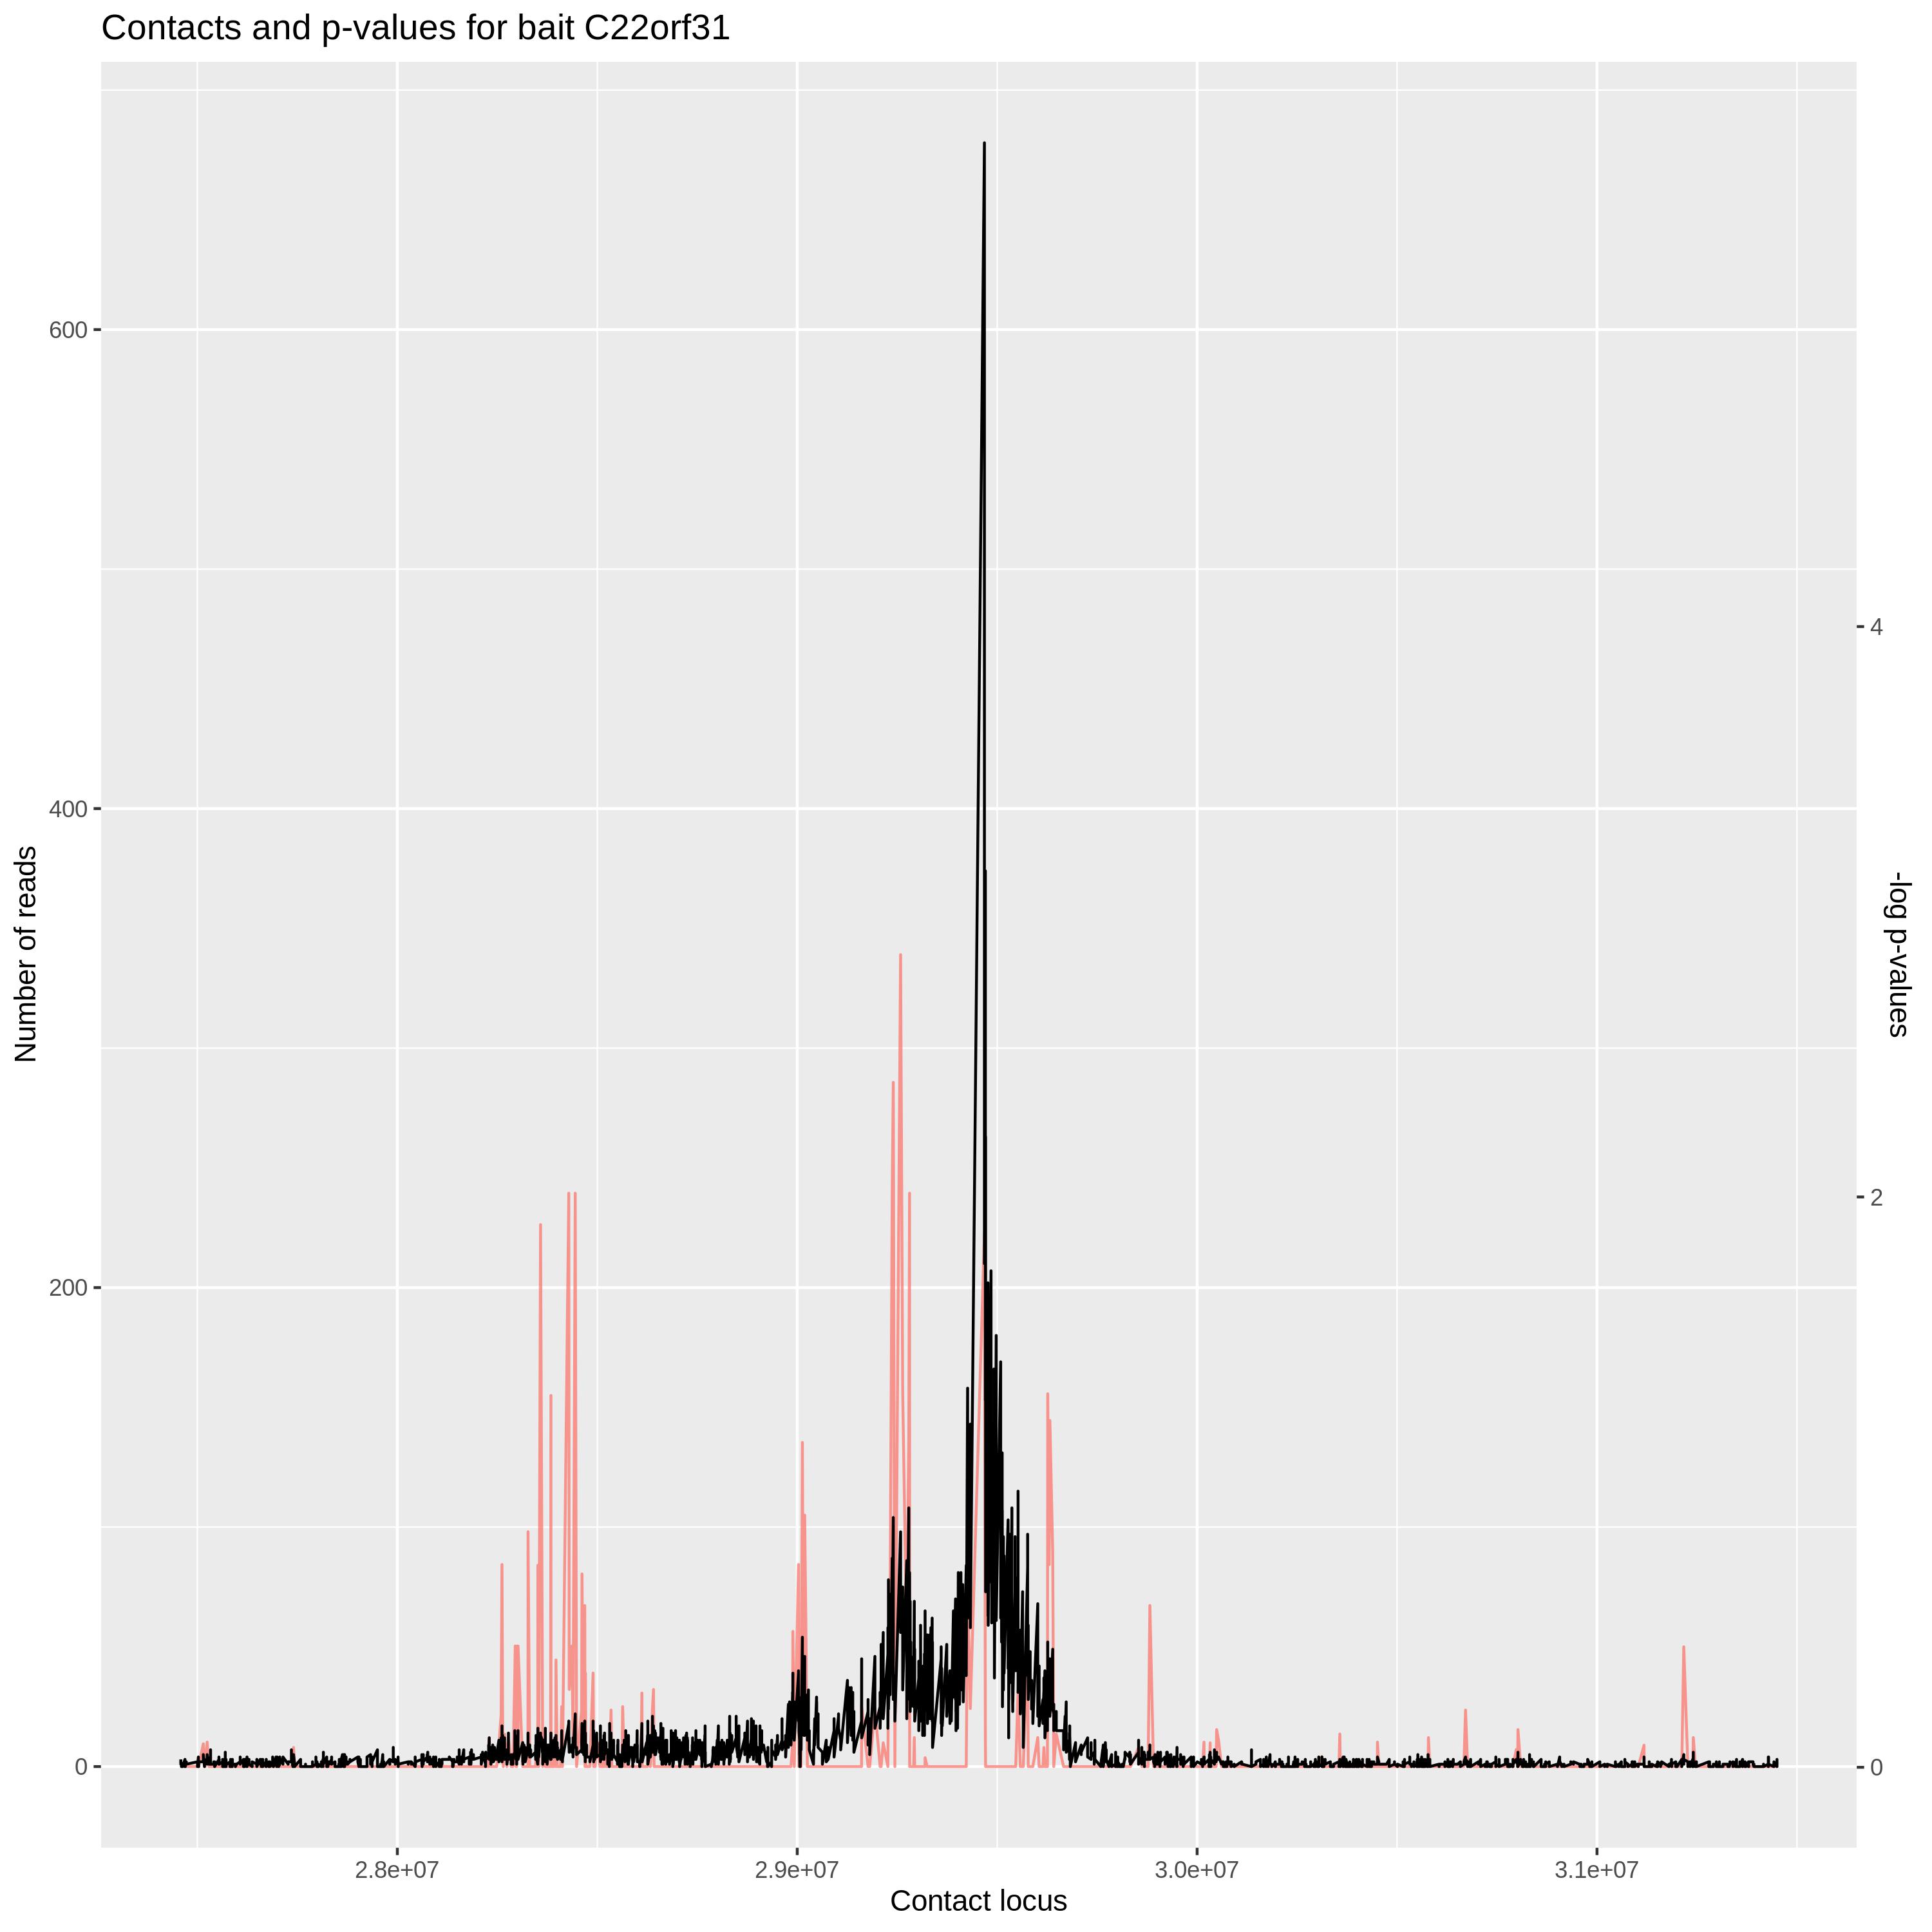 Contacts and p-values for bait C22orf31
Number of reads
600
400
200
0
-log p-values
4
2
0
2.8e+07
2.9e+07
3.0e+07
3.1e+07
Contact locus